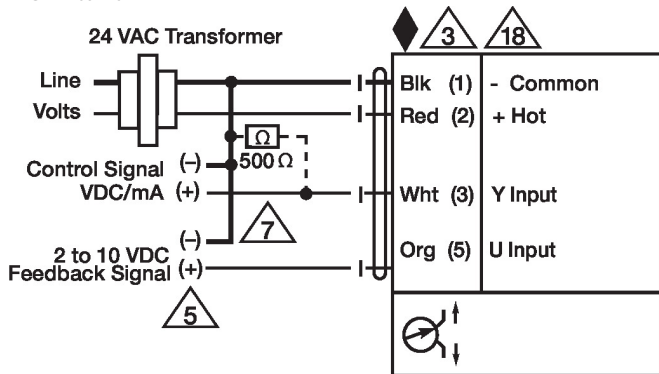 24 VAC Transformer
3
18
Line
Volts
Blk (1) - Common
Red (2) + Hot
Ω
500 Ω
Control Signal (–)
VDC/mA (+)
Wht (3) Y Input
7
(–)
2 to 10 VDC
Feedback Signal (+)
Org (5) U Input
5